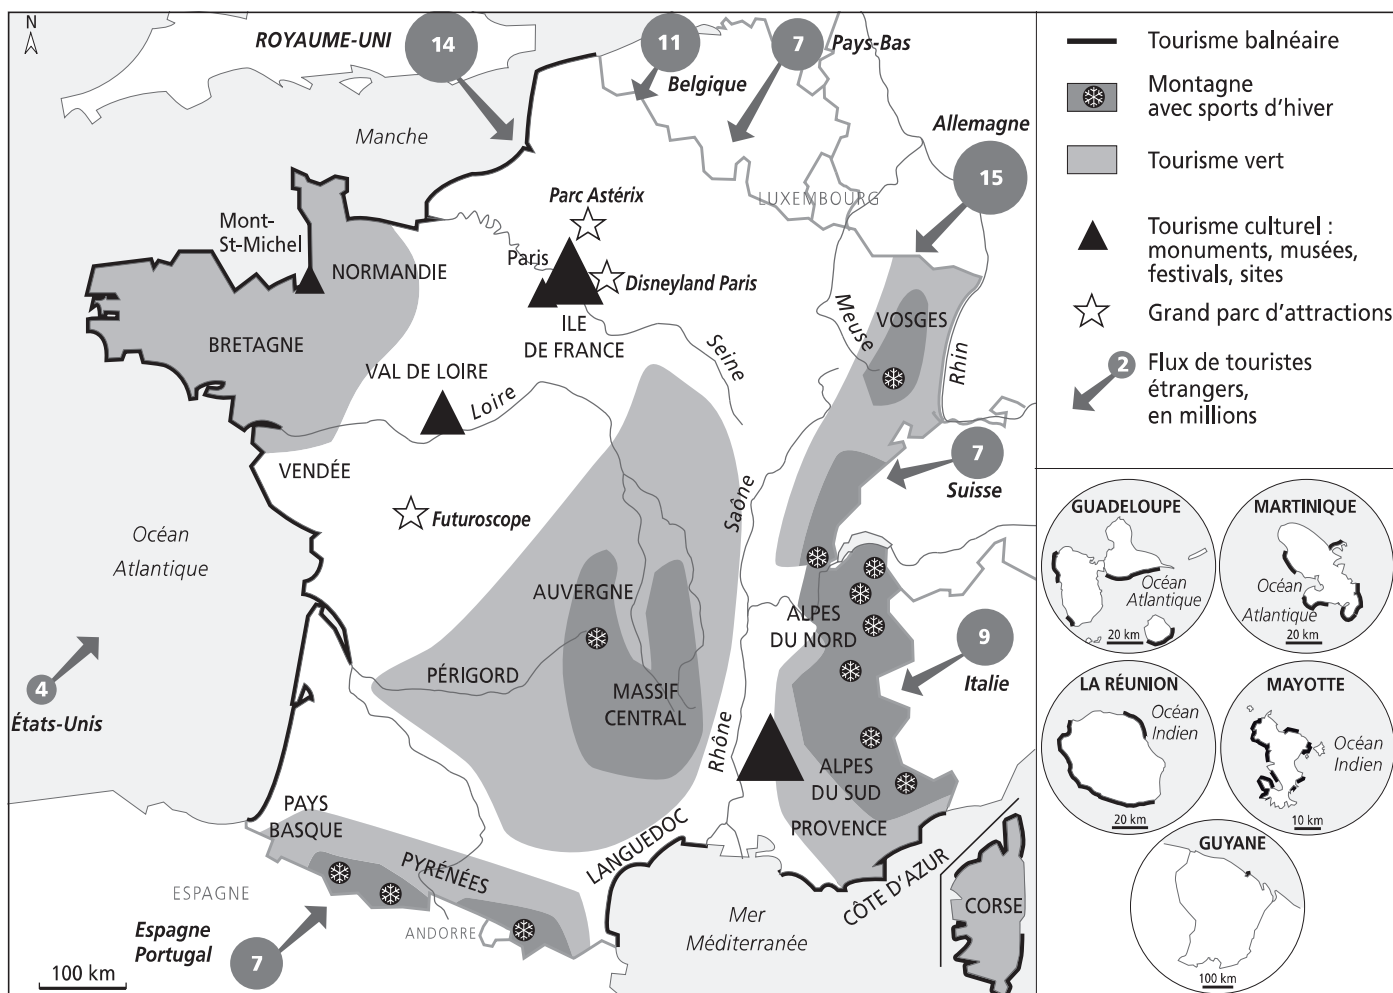 N
ROYAUME-UNI
14
11
Belgique
7
Pays-Bas
Allemagne
15
Manche
LUXEMBOURG
Parc Astérix
Mont-
St-Michel
Paris
NORMANDIE
Disneyland Paris
BRETAGNE
ILE
DE FRANCE
Seine
Meuse
VOSGES
Rhin
VAL DE LOIRE
Loire
VENDÉE
Futuroscope
Saône
7
Suisse
Océan
Atlantique
AUVERGNE
ALPES
DU NORD
PÉRIGORD
MASSIF
CENTRAL
9
Italie
4
États-Unis
Rhône
ALPES
DU SUD
PROVENCE
PAYS
BASQUE
PYRÉNÉES
LANGUEDOC
CÔTE D'AZUR
ESPAGNE
ANDORRE
Espagne
Portugal
7
Mer
Méditerranée
CORSE
100 km
Tourisme balnéaire
Montagne
avec sports d'hiver
Tourisme vert
Tourisme culturel :
monuments, musées,
festivals, sites
Grand parc d'attractions
2
Flux de touristes
étrangers,
en millions
GUADELOUPE
Océan
Atlantique
20 km
MARTINIQUE
Océan
Atlantique
20 km
LA RÉUNION
Océan
Indien
20 km
MAYOTTE
Océan
Indien
10 km
GUYANE
100 km